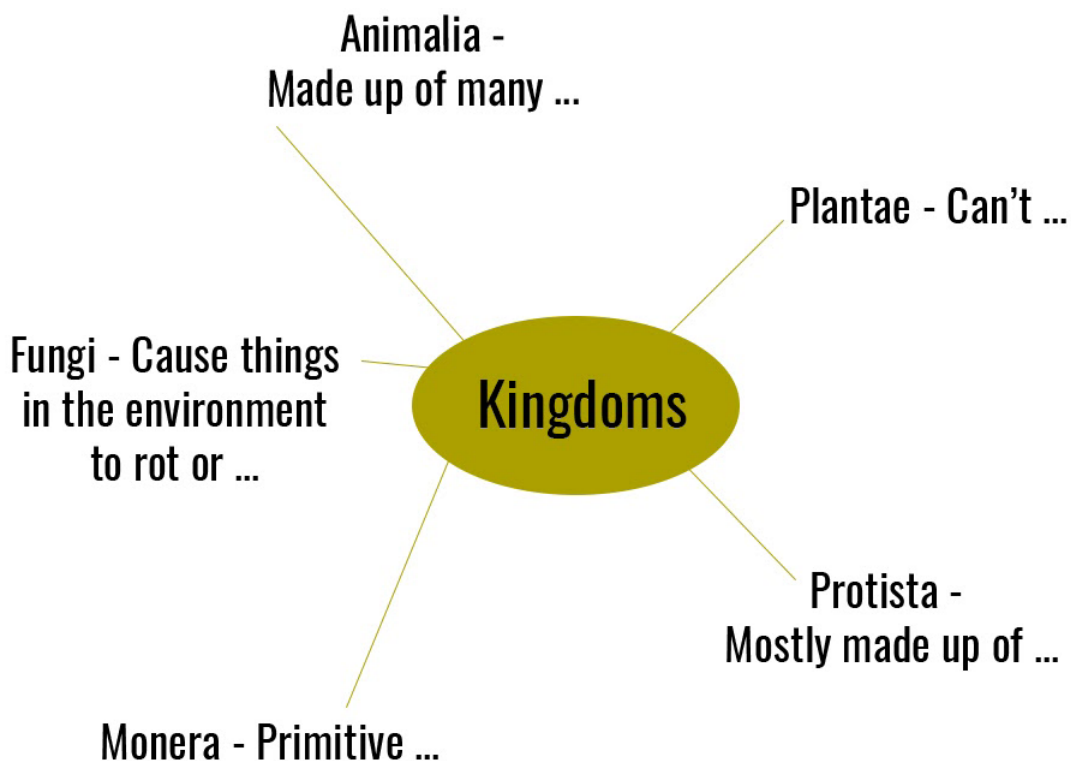 Animalia -
Made up of many ...
Plantae - Can’t ...
Fungi - Cause things
in the environment
to rot or ...
Kingdoms
Protista -
Mostly made up of ...
Monera - Primitive ...